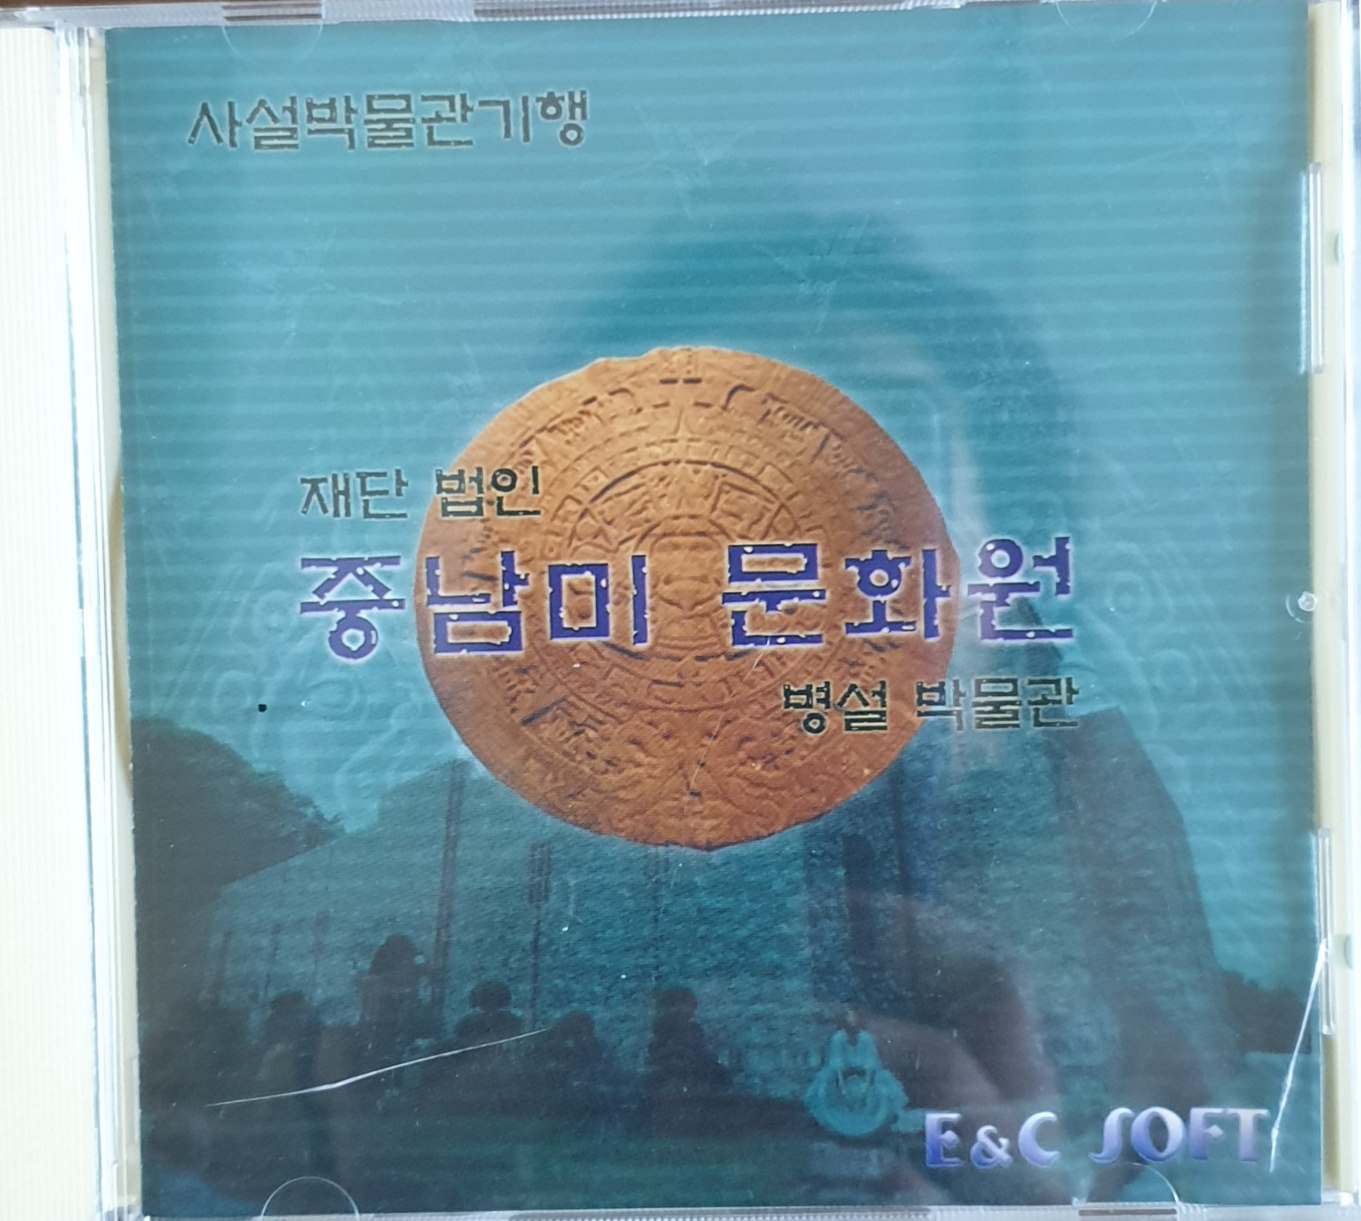 사설박물관기행
재단 법인
중남미 문화원
병설 박물관
E&C SOFT